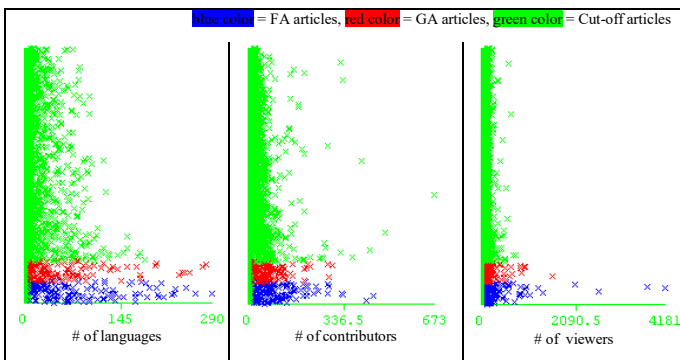 blue color = FA articles, red color = GA articles, green color = Cut-off articles
0 145 290
# of languages
0 336.5 673
# of contributors
0 2090.5 4181
# of viewers